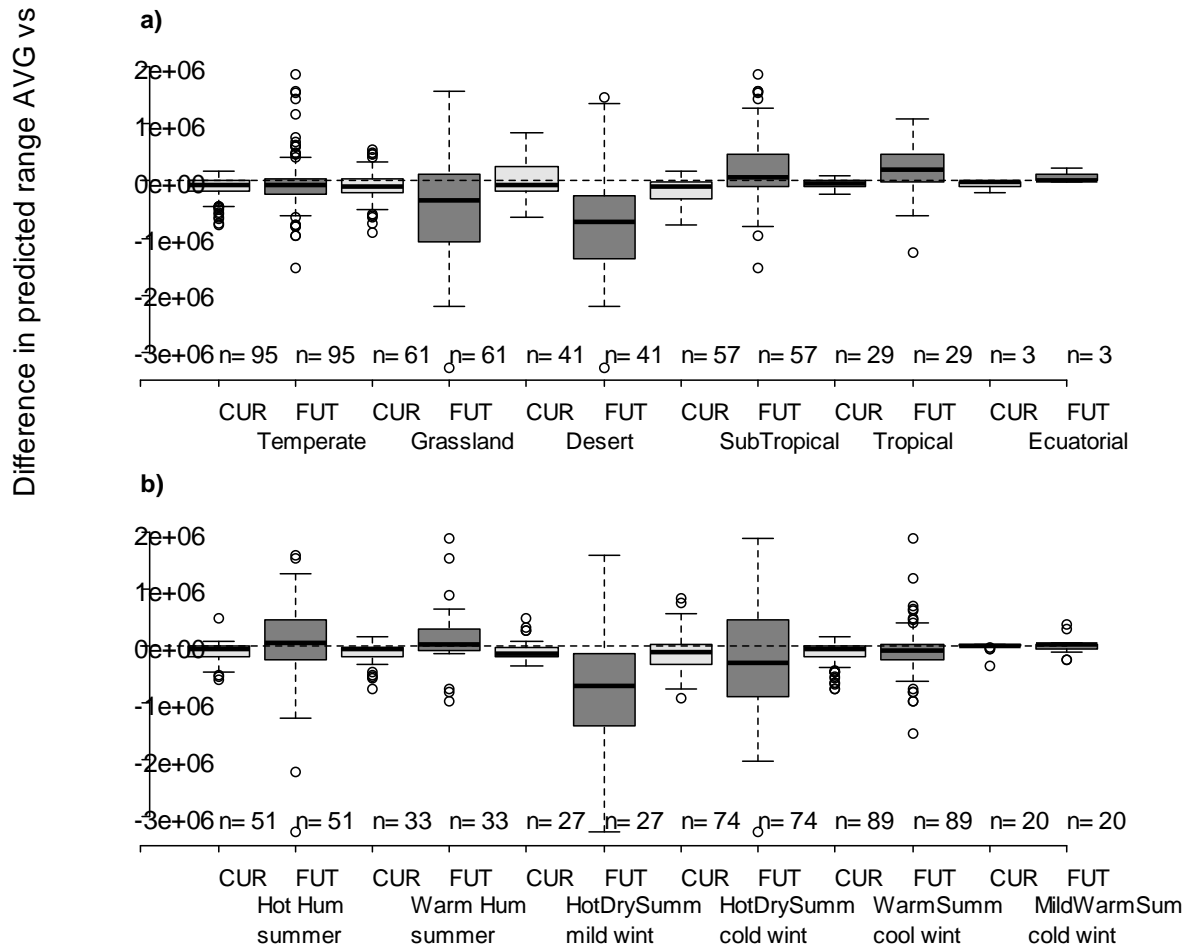 Difference in predicted range AVG vs
a)
2e+06
1e+06
0e+00
-1e+06
-2e+06
-3e+06
n= 95 n= 95 n= 61 n= 61 n= 41 n= 41 n= 57 n= 57 n= 29 n= 29 n= 3 n= 3
CUR FUT CUR FUT CUR FUT CUR FUT CUR FUT CUR FUT
Temperate Grassland Desert SubTropical Tropical Ecuatorial
b)
2e+06
1e+06
0e+00
-1e+06
-2e+06
-3e+06
n= 51 n= 51 n= 33 n= 33 n= 27 n= 27 n= 74 n= 74 n= 89 n= 89 n= 20 n= 20
CUR FUT CUR FUT CUR FUT CUR FUT CUR FUT CUR FUT
Hot Hum Warm Hum HotDrySumm HotDrySumm WarmSumm MildWarmSum
summer summer mild wint cold wint cool wint cold wint